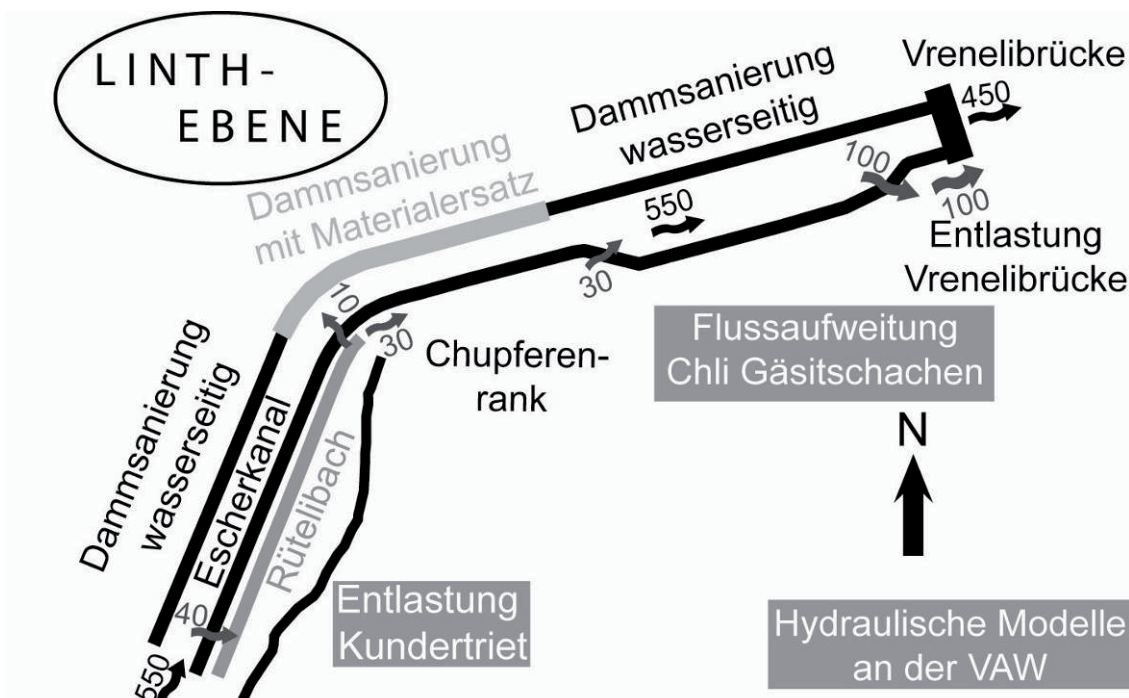 LINTH-
EBENE
Dammsanierung
wasserseitig
Vrenelibrücke
450
Dammsanierung
mit Materialersatz
100
100
550
30
Entlastung
Vrenelibrücke
10
30
Chupferen-
rank
Flussaufweitung
Chli Gäsitschachen
N
Dammsanierung
wasserseitig
Escherkanal
Rütelibach
40
550
Entlastung
Kundertriet
Hydraulische Modelle
an der VAW